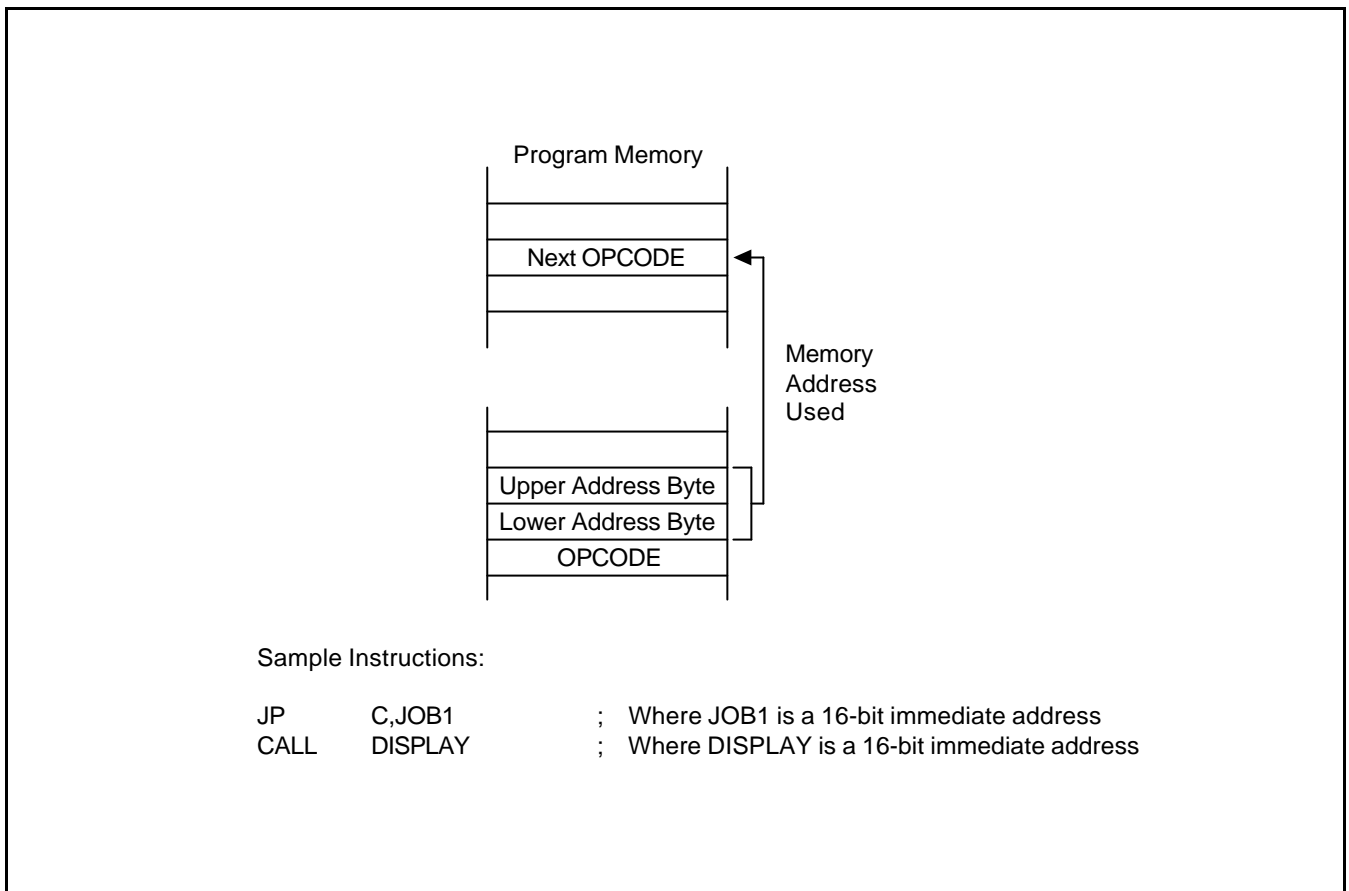 Program Memory
Next OPCODE
Memory
Address
Used
Upper Address Byte
Lower Address Byte
OPCODE
Sample Instructions:
JP C,JOB1 ; Where JOB1 is a 16-bit immediate address
CALL DISPLAY ; Where DISPLAY is a 16-bit immediate address